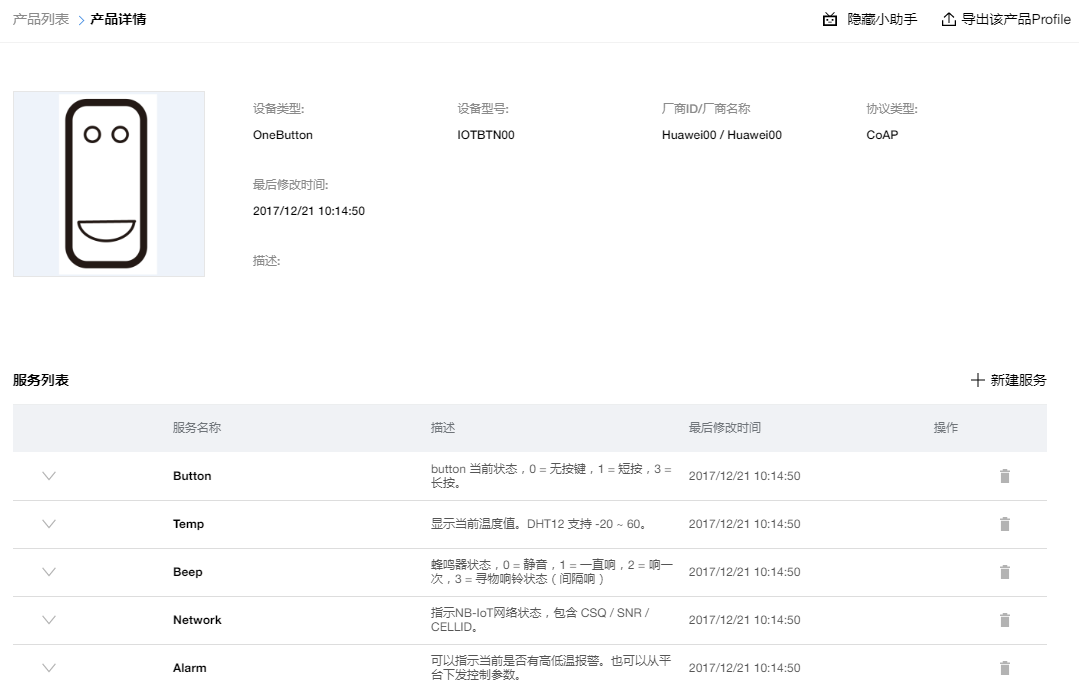 产品列表 > 产品详情
隐藏小助手
导出该产品Profile
设备类型:
设备型号:
厂商ID/厂商名称
协议类型:
OneButton
IOTBTN00
Huawei00 / Huawei00
CoAP
最后修改时间:
2017/12/21 10:14:50
描述:
服务列表
新建服务
服务名称
描述
最后修改时间
操作
Button
button 当前状态，0 = 无按键，1 = 短按，3 =
长按。
2017/12/21 10:14:50
Temp
显示当前温度值。DHT12 支持 -20 ~ 60。
2017/12/21 10:14:50
Beep
蜂鸣器状态，0 = 静音，1 = 一直响，2 = 响一
次，3 = 寻物响铃状态（间隔响）
2017/12/21 10:14:50
Network
指示NB-IoT网络状态，包含 CSQ / SNR /
CELLID。
2017/12/21 10:14:50
Alarm
可以指示当前是否有高低温报警。也可以从平
台下发控制参数。
2017/12/21 10:14:50